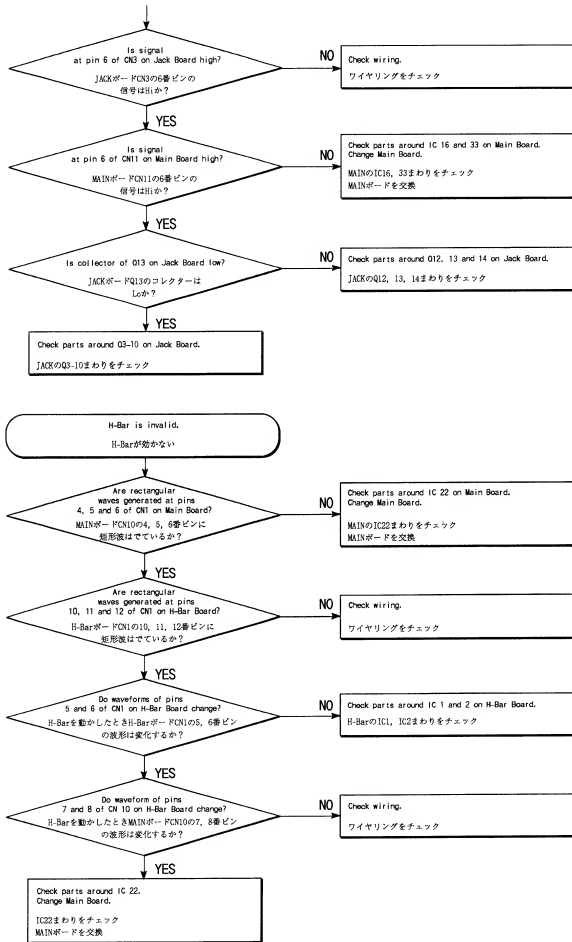 Is signal
at pin 6 of CN3 on Jack Board high?
JACKボードCN3の6番ピンの
信号はHiか?
NO
Check wiring.
ワイヤリングをチェック
YES
Is signal
at pin 6 of CN11 on Main Board high?
MAINボードCN11の6番ピンの
信号はHiか?
NO
Check parts around IC 16 and 33 on Main Board.
Change Main Board.
MAINのIC16, 33まわりをチェック
MAINボードを交換
YES
Is collector of Q13 on Jack Board low?
JACKボードQ13のコレクターは
Loか?
NO
Check parts around Q12, 13 and 14 on Jack Board.
JACKのQ12, 13, 14まわりをチェック
YES
Check parts around Q3-10 on Jack Board.
JACKのQ3-10まわりをチェック
H-Bar is invalid.
H-Barが効かない
Are rectangular
waves generated at pins
4, 5 and 6 of CN1 on Main Board?
MAINボードCN10の4, 5, 6番ピンに
矩形波はでているか?
NO
Check parts around IC 22 on Main Board.
Change Main Board.
MAINのIC22まわりをチェック
MAINボードを交換
YES
Are rectangular
waves generated at pins
10, 11 and 12 of CN1 on H-Bar Board?
H-BarボードCN1の10, 11, 12番ピンに
矩形波はでているか?
NO
Check wiring.
ワイヤリングをチェック
YES
Do waveforms of pins
5 and 6 of CN1 on H-Bar Board change?
H-Barを動かしたときH-BarボードCN1の5, 6番ピン
の波形は変化するか?
NO
Check parts around IC 1 and 2 on H-Bar Board.
H-BarのIC1, IC2まわりをチェック
YES
Do waveform of pins
7 and 8 of CN 10 on H-Bar Board change?
H-Barを動かしたときMAINボードCN10の7, 8番ピン
の波形は変化するか?
NO
Check wiring.
ワイヤリングをチェック
YES
Check parts around IC 22.
Change Main Board.
IC22まわりをチェック
MAINボードを交換